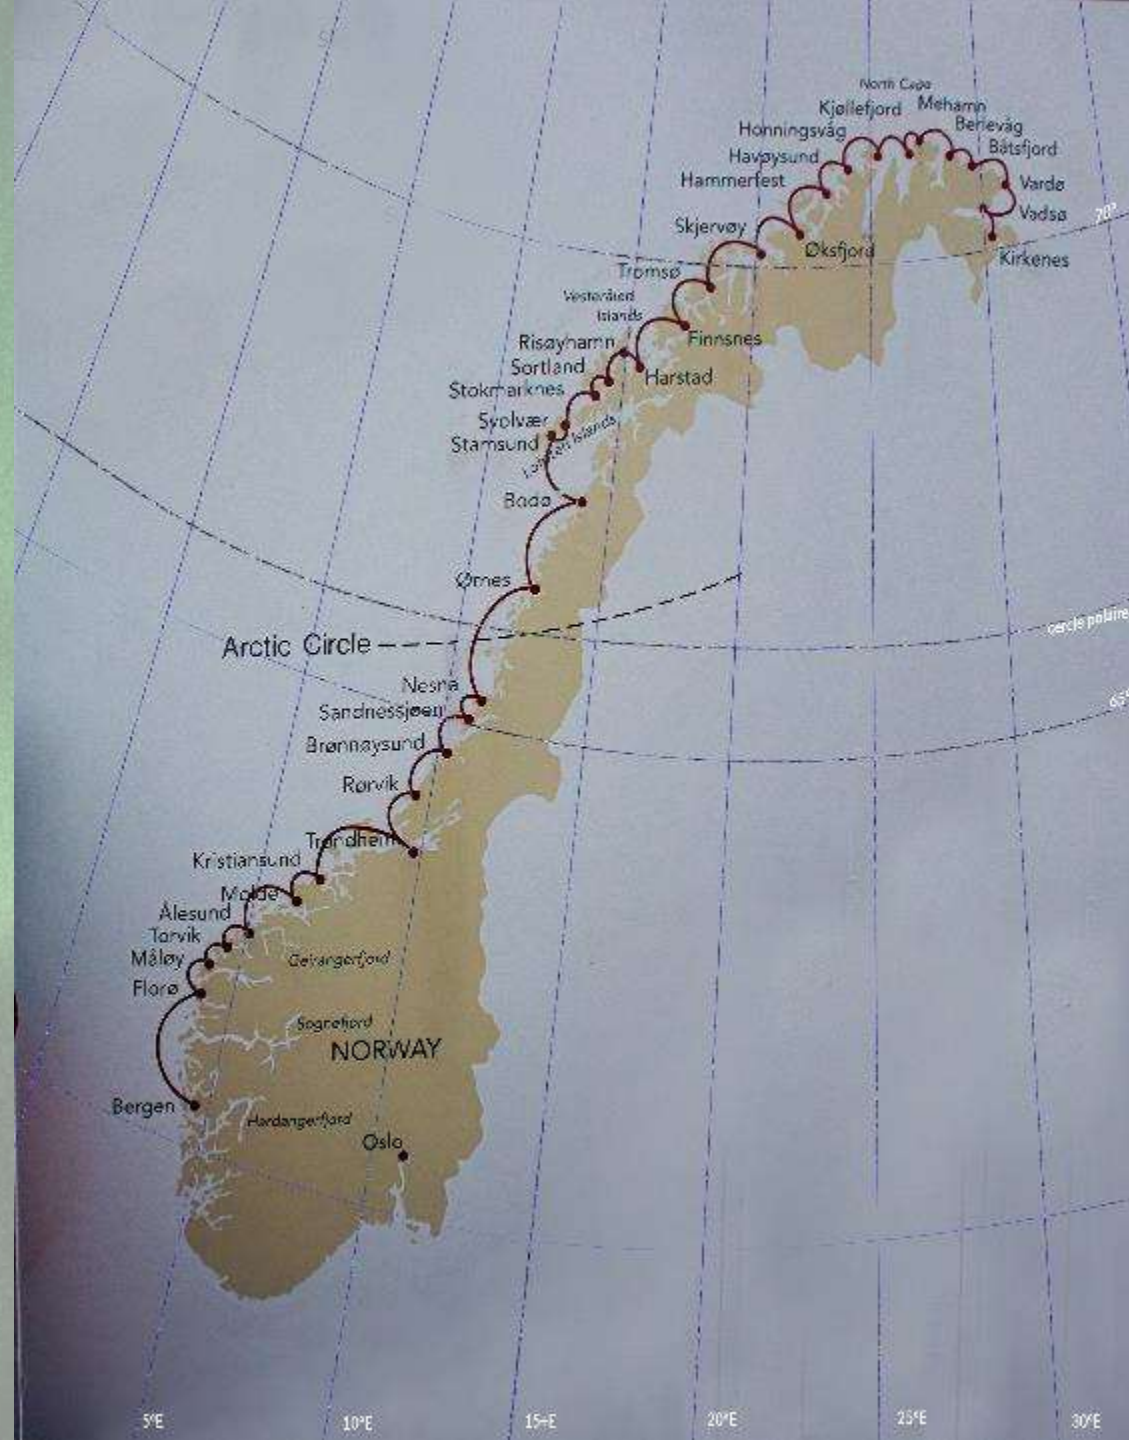 North Cape
Kjøllefjord
Mehamn
Honningsvåg
Berlevåg
Havøysund
Båtsfjord
Hammerfest
Vardø
Vadsø
70°
Skjervøy
Øksfjord
Kirkenes
Tromsø
Vesterålen
Islands
Finnsnes
Risøyhamn
Sortland
Harstad
Stokmarknes
Svolvær
Stamsund
Lofoten Islands
Bodø
Ørnes
Arctic Circle
cercle polaire
Nesna
65°
Sandnessjøen
Brønnøysund
Rørvik
Trondheim
Kristiansund
Molde
Ålesund
Torvik
Måløy
Geirangerfjord
Florø
Sognefjord
NORWAY
Bergen
Hardangerfjord
Oslo
5°E
10°E
15°E
20°E
25°E
30°E